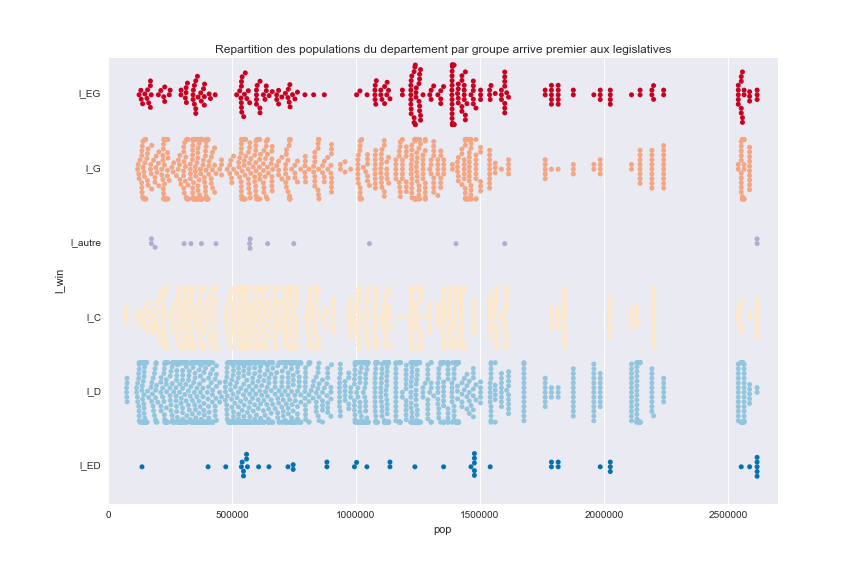 Repartition des populations du departement par groupe arrive premier aux legislatives
l_EG
l_G
l_autre
l_win
l_C
l_D
l_ED
0
500000
1000000
1500000
2000000
2500000
pop